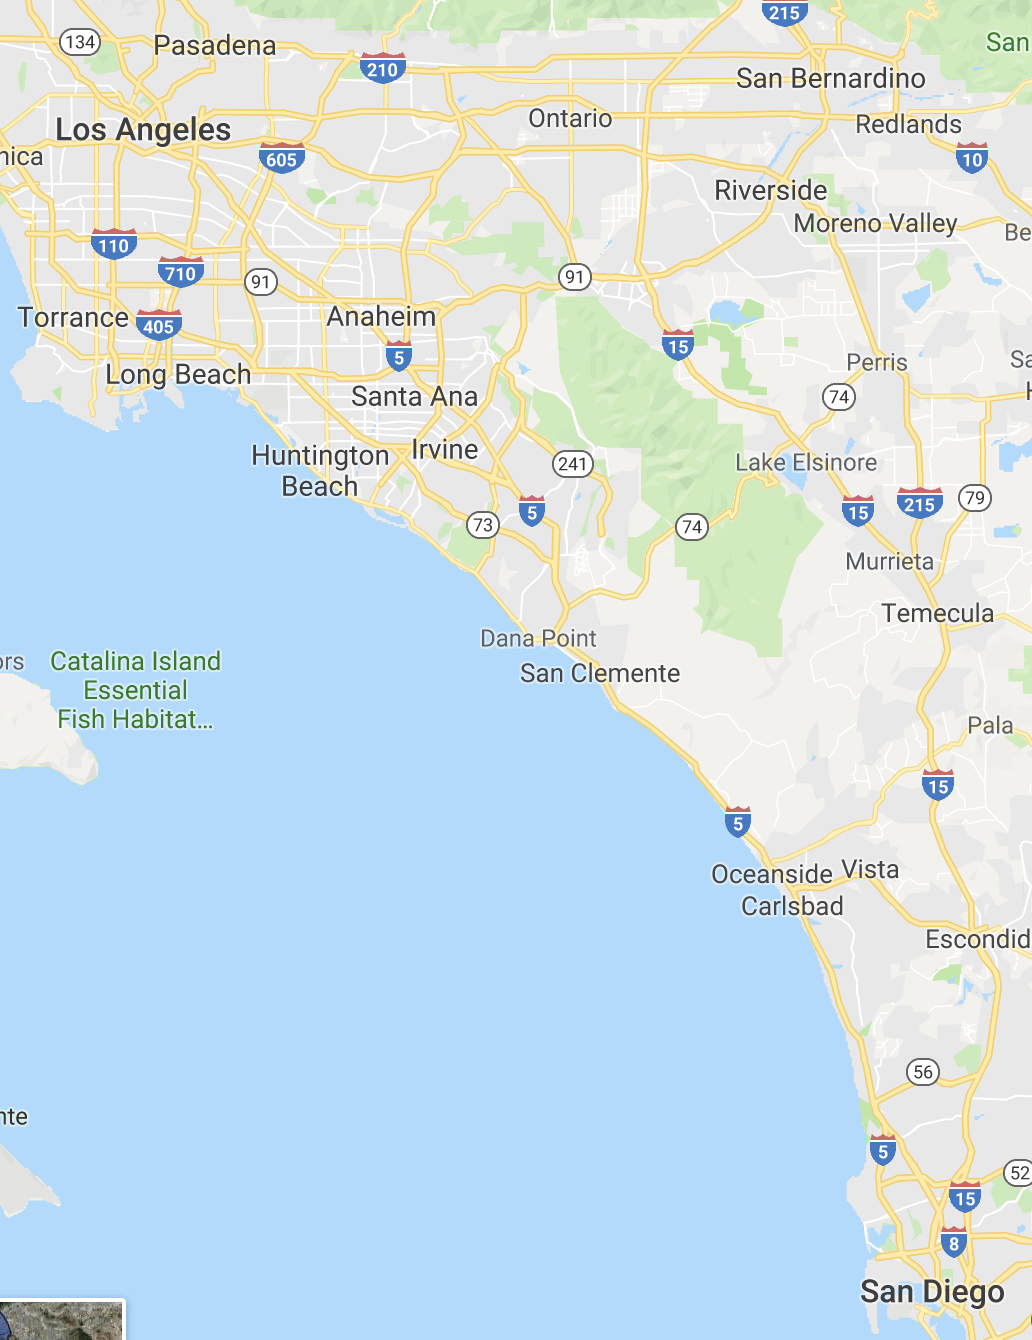 215
134
Pasadena
San
210
San Bernardino
Ontario
Los Angeles
Redlands
nica
605
10
Riverside
Moreno Valley
Be
110
710
91
91
Torrance
405
Anaheim
15
5
Perris
Sa
Long Beach
74
H
Santa Ana
Huntington
Beach
Irvine
241
Lake Elsinore
5
15
215
79
73
74
Murrieta
Temecula
Dana Point
ors
Catalina Island
Essential
Fish Habitat...
San Clemente
Pala
15
5
Oceanside
Vista
Carlsbad
Escondid
56
nte
5
52
15
8
San Diego